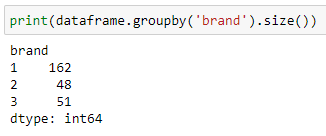 print(dataframe.groupby('brand').size())
brand
1    162
2     48
3     51
dtype: int64